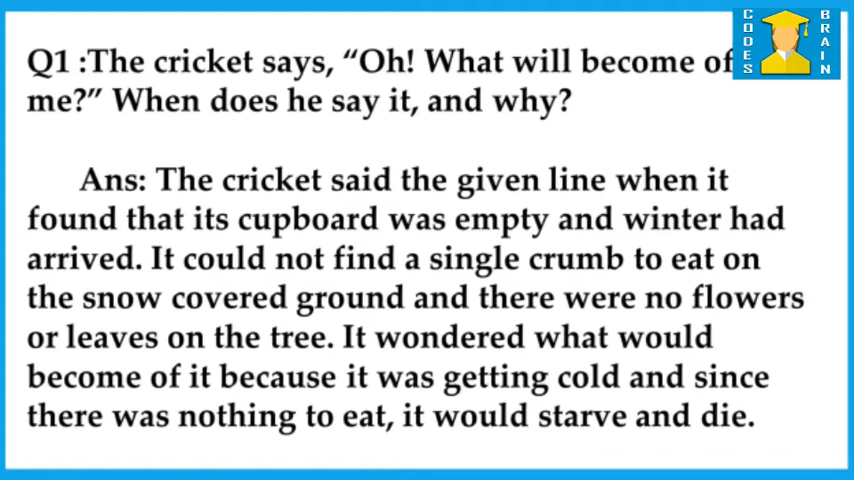 CODES BRAIN
Q1 :The cricket says, “Oh! What will become of
me?” When does he say it, and why?
Ans: The cricket said the given line when it
found that its cupboard was empty and winter had
arrived. It could not find a single crumb to eat on
the snow covered ground and there were no flowers
or leaves on the tree. It wondered what would
become of it because it was getting cold and since
there was nothing to eat, it would starve and die.